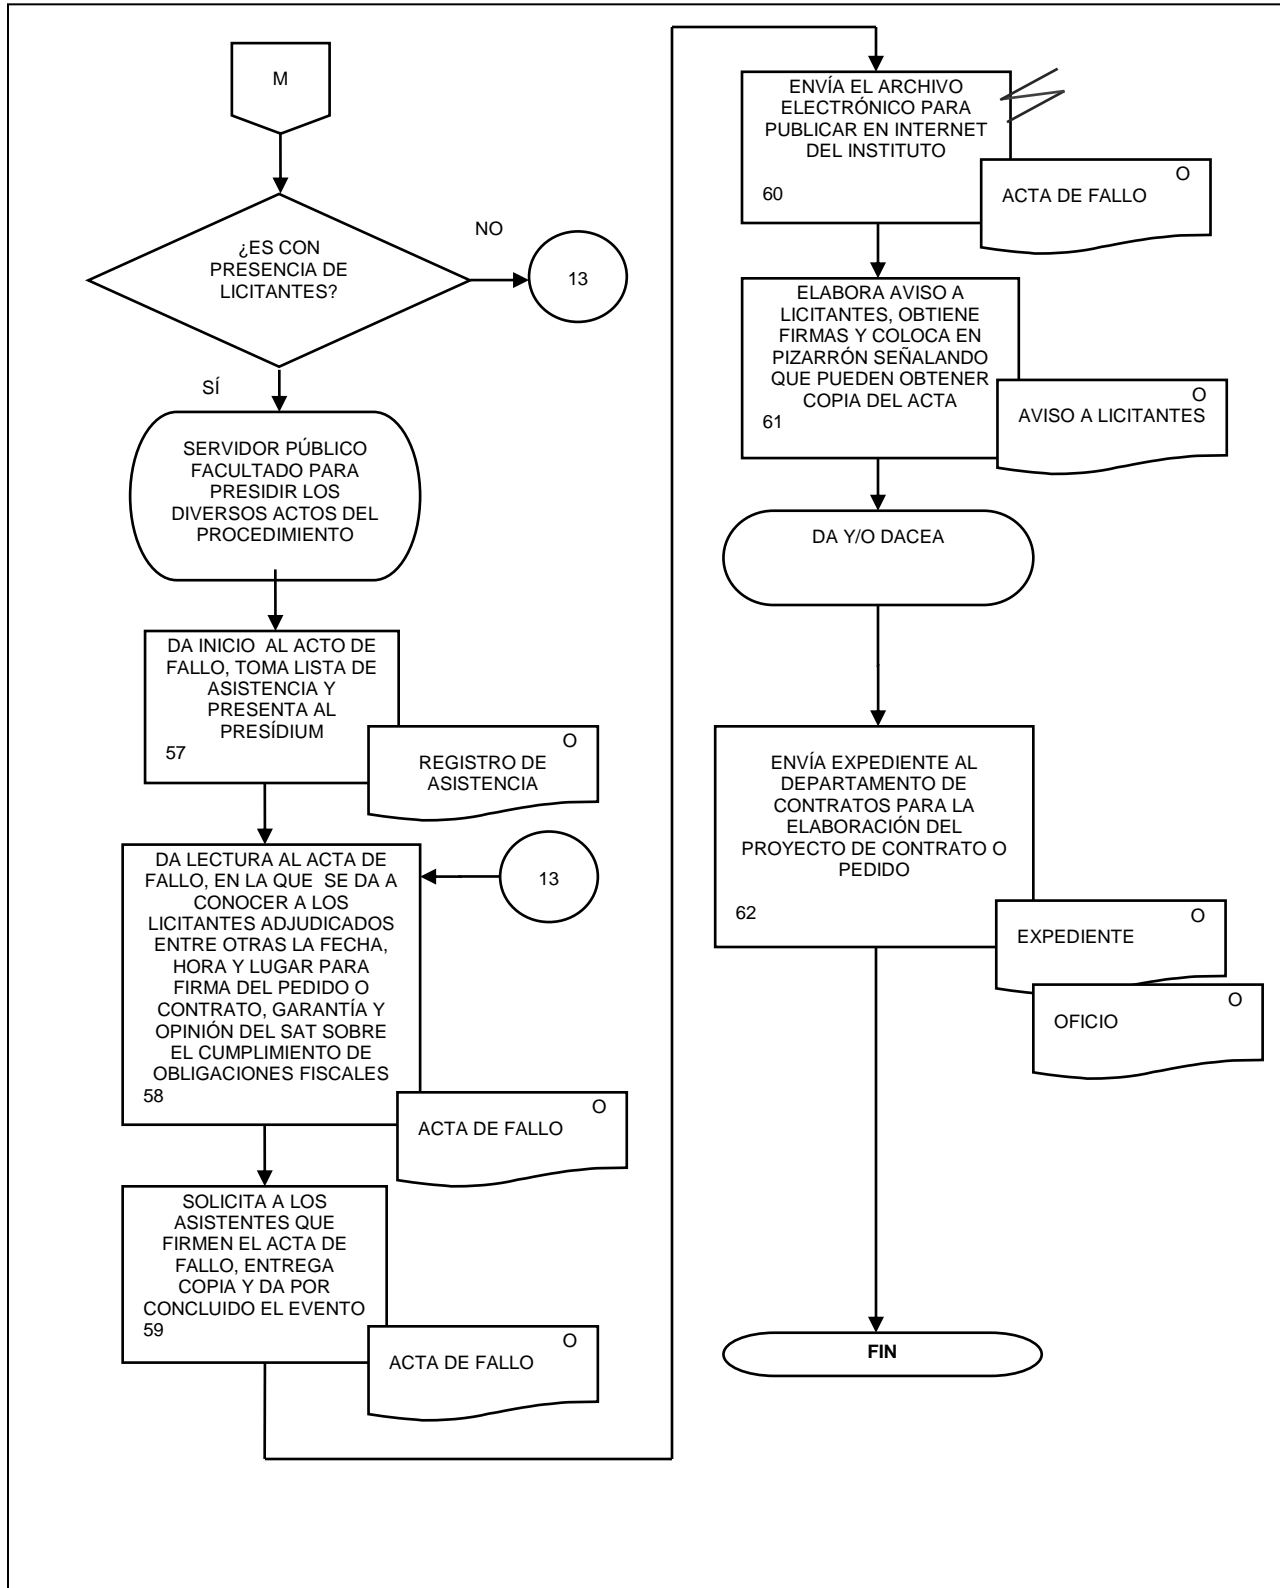 M
¿ES CON
PRESENCIA DE
LICITANTES?
NO
13
SÍ
SERVIDOR PÚBLICO
FACULTADO PARA
PRESIDIR LOS
DIVERSOS ACTOS DEL
PROCEDIMIENTO
DA INICIO AL ACTO DE
FALLO, TOMA LISTA DE
ASISTENCIA Y
PRESENTA AL
PRESÍDIUM
57
O
REGISTRO DE
ASISTENCIA
DA LECTURA AL ACTA DE
FALLO, EN LA QUE SE DA A
CONOCER A LOS
LICITANTES ADJUDICADOS
ENTRE OTRAS LA FECHA,
HORA Y LUGAR PARA
FIRMA DEL PEDIDO O
CONTRATO, GARANTÍA Y
OPINIÓN DEL SAT SOBRE
EL CUMPLIMIENTO DE
OBLIGACIONES FISCALES
58
13
O
ACTA DE FALLO
SOLICITA A LOS
ASISTENTES QUE
FIRMEN EL ACTA DE
FALLO, ENTREGA
COPIA Y DA POR
CONCLUIDO EL EVENTO
59
O
ACTA DE FALLO
ENVÍA EL ARCHIVO
ELECTRÓNICO PARA
PUBLICAR EN INTERNET
DEL INSTITUTO
60
O
ACTA DE FALLO
ELABORA AVISO A
LICITANTES, OBTIENE
FIRMAS Y COLOCA EN
PIZARRÓN SEÑALANDO
QUE PUEDEN OBTENER
COPIA DEL ACTA
61
O
AVISO A LICITANTES
DA Y/O DACEA
ENVÍA EXPEDIENTE AL
DEPARTAMENTO DE
CONTRATOS PARA LA
ELABORACIÓN DEL
PROYECTO DE CONTRATO O
PEDIDO
62
O
EXPEDIENTE
O
OFICIO
FIN